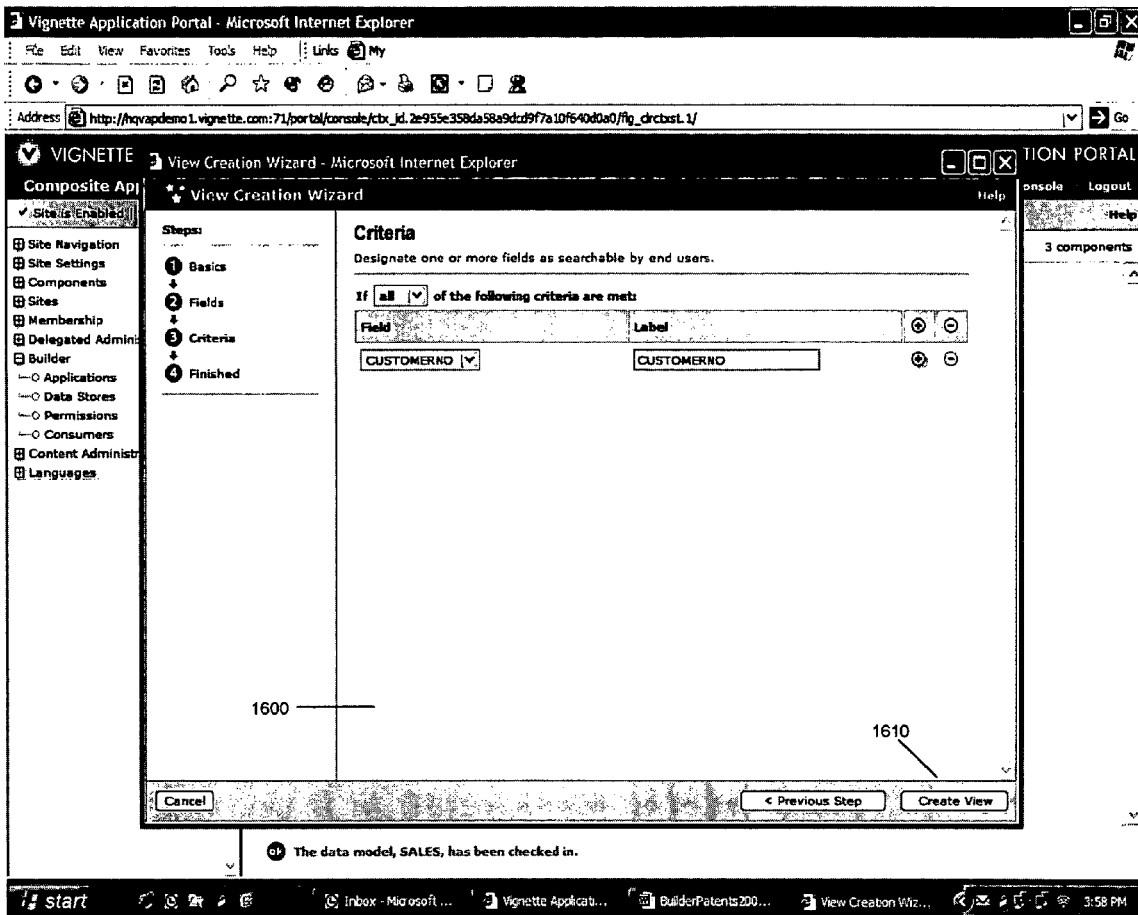 Vignette Application Portal - Microsoft Internet Explorer
File Edit View Favorites Tools Help Links My
Address http://hqvapdemo1.vignette.com:71/portal/console/ctx_id.2e955e358da58a9dcd9f7a10f640d0a0/flg_drctxst.1/ Go
VIGNETTE
TION PORTAL
Composite Ap
onsole Logout
Site is Enabled
Help
3 components
Site Navigation
Site Settings
Components
Sites
Membership
Delegated Adminis
Builder
Applications
Data Stores
Permissions
Consumers
Content Administr
Languages
View Creation Wizard - Microsoft Internet Explorer
View Creation Wizard Help
Steps:
1 Basics
2 Fields
3 Criteria
4 Finished
Criteria
Designate one or more fields as searchable by end users.
If all of the following criteria are met:
Field Label
CUSTOMERNO CUSTOMERNO
1600
1610
Cancel < Previous Step Create View
ok The data model, SALES, has been checked in.
start Inbox - Microsoft ... Vignette Applicati... BuilderPatents200... View Creation Wiz... 3:58 PM